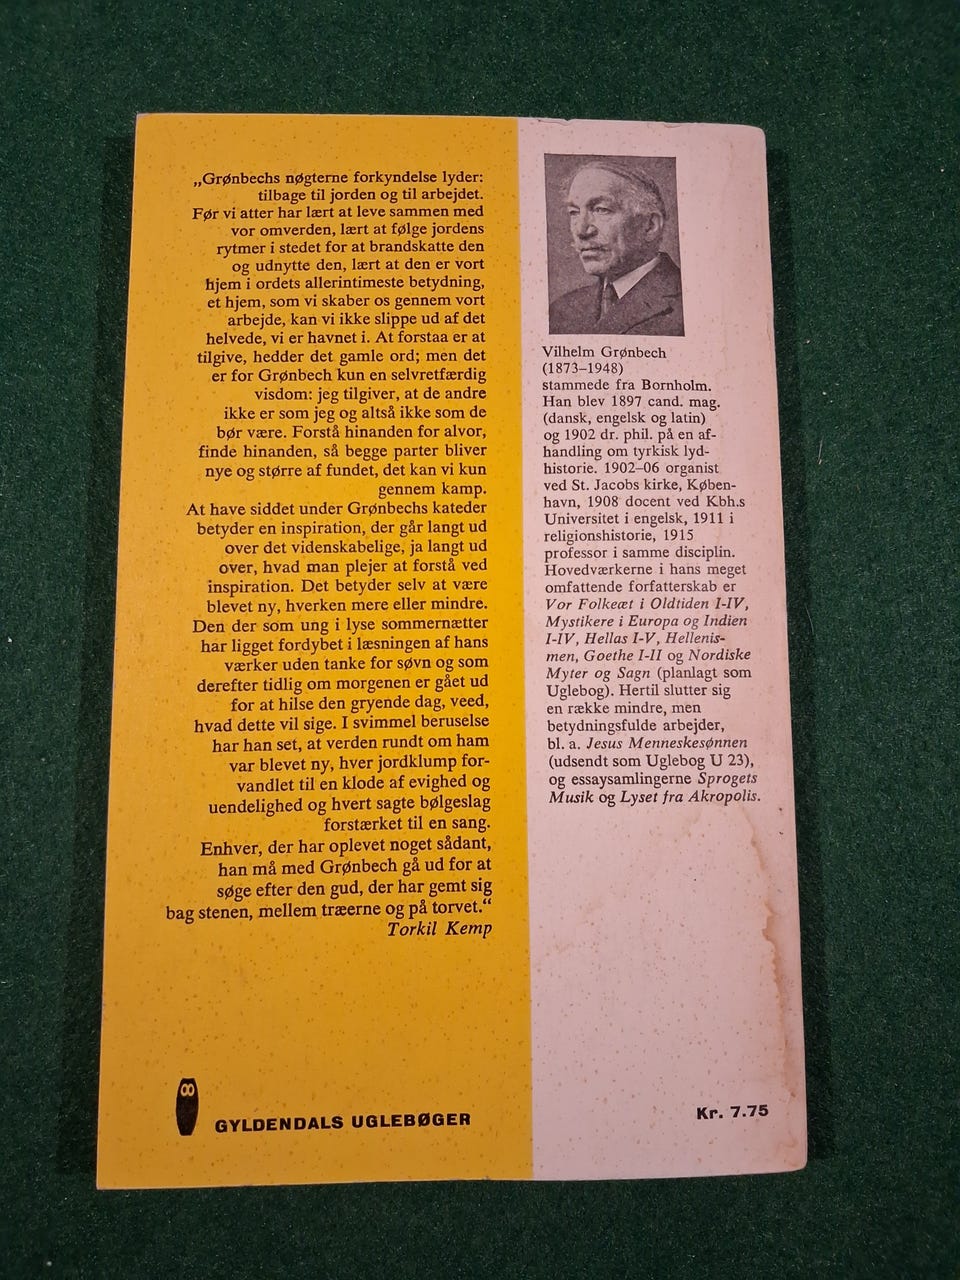 „Grønbechs nøgterne forkyndelse lyder:
tilbage til jorden og til arbejdet.
Før vi atter har lært at leve sammen med
vor omverden, lært at følge jordens
rytmer i stedet for at brandskatte den
og udnytte den, lært at den er vort
hjem i ordets allerintimeste betydning,
et hjem, som vi skaber os gennem vort
arbejde, kan vi ikke slippe ud af det
helvede, vi er havnet i. At forstaa er at
tilgive, hedder det gamle ord; men det
er for Grønbech kun en selvretfærdig
visdom: jeg tilgiver, at de andre
ikke er som jeg og altså ikke som de
bør være. Forstå hinanden for alvor,
finde hinanden, så begge parter bliver
nye og større af fundet, det kan vi kun
gennem kamp.
At have siddet under Grønbechs kateder
betyder en inspiration, der går langt ud
over det videnskabelige, ja langt ud
over, hvad man plejer at forstå ved
inspiration. Det betyder selv at være
blevet ny, hverken mere eller mindre.
Den der som ung i lyse sommernætter
har ligget fordybet i læsningen af hans
værker uden tanke for søvn og som
derefter tidlig om morgenen er gået ud
for at hilse den gryende dag, veed,
hvad dette vil sige. I svimmel beruselse
har han set, at verden rundt om ham
var blevet ny, hver jordklump for-
vandlet til en klode af evighed og
uendelighed og hvert sagte bølgeslag
forstærket til en sang.
Enhver, der har oplevet noget sådant,
han må med Grønbech gå ud for at
søge efter den gud, der har gemt sig
bag stenen, mellem træerne og på torvet.“
Torkil Kemp
GYLDENDALS UGLEBØGER
Vilhelm Grønbech
(1873–1948)
stammede fra Bornholm.
Han blev 1897 cand. mag.
(dansk, engelsk og latin)
og 1902 dr. phil. på en af-
handling om tyrkisk lyd-
historie. 1902–06 organist
ved St. Jacobs kirke, Køben-
havn, 1908 docent ved Kbh.s
Universitet i engelsk, 1911 i
religionshistorie, 1915
professor i samme disciplin.
Hovedværkerne i hans meget
omfattende forfatterskab er
Vor Folkeæt i Oldtiden I-IV,
Mystikere i Europa og Indien
I-IV, Hellas I-V, Hellenis-
men, Goethe I-II og Nordiske
Myter og Sagn (planlagt som
Uglebog). Hertil slutter sig
en række mindre, men
betydningsfulde arbejder,
bl. a. Jesus Menneskesønnen
(udsendt som Uglebog U 23),
og essaysamlingerne Sprogets
Musik og Lyset fra Akropolis.
Kr. 7.75